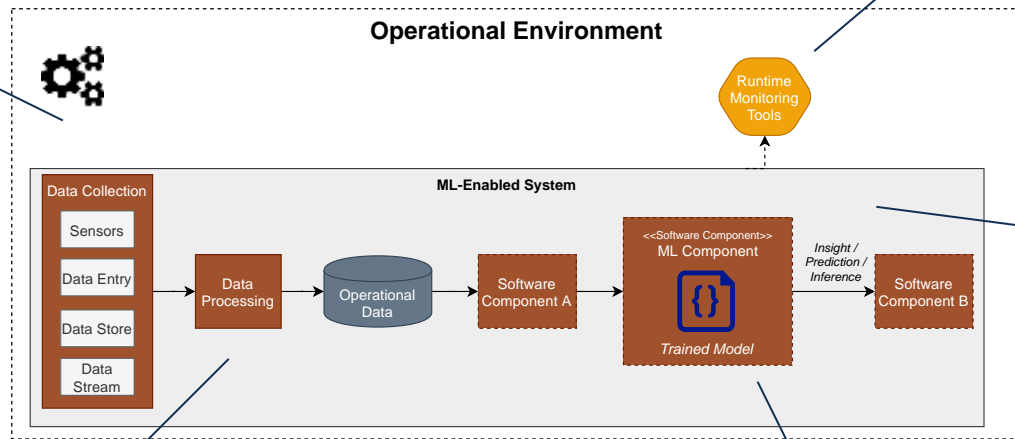 Operational Environment
Runtime
Monitoring
Tools
ML-Enabled System
Data Collection
Sensors
Data Entry
Data Store
Data
Stream
Data
Processing
Operational
Data
Software
Component A
<<Software Component>>
ML Component
{}
Trained Model
Insight /
Prediction /
Inference
Software
Component B